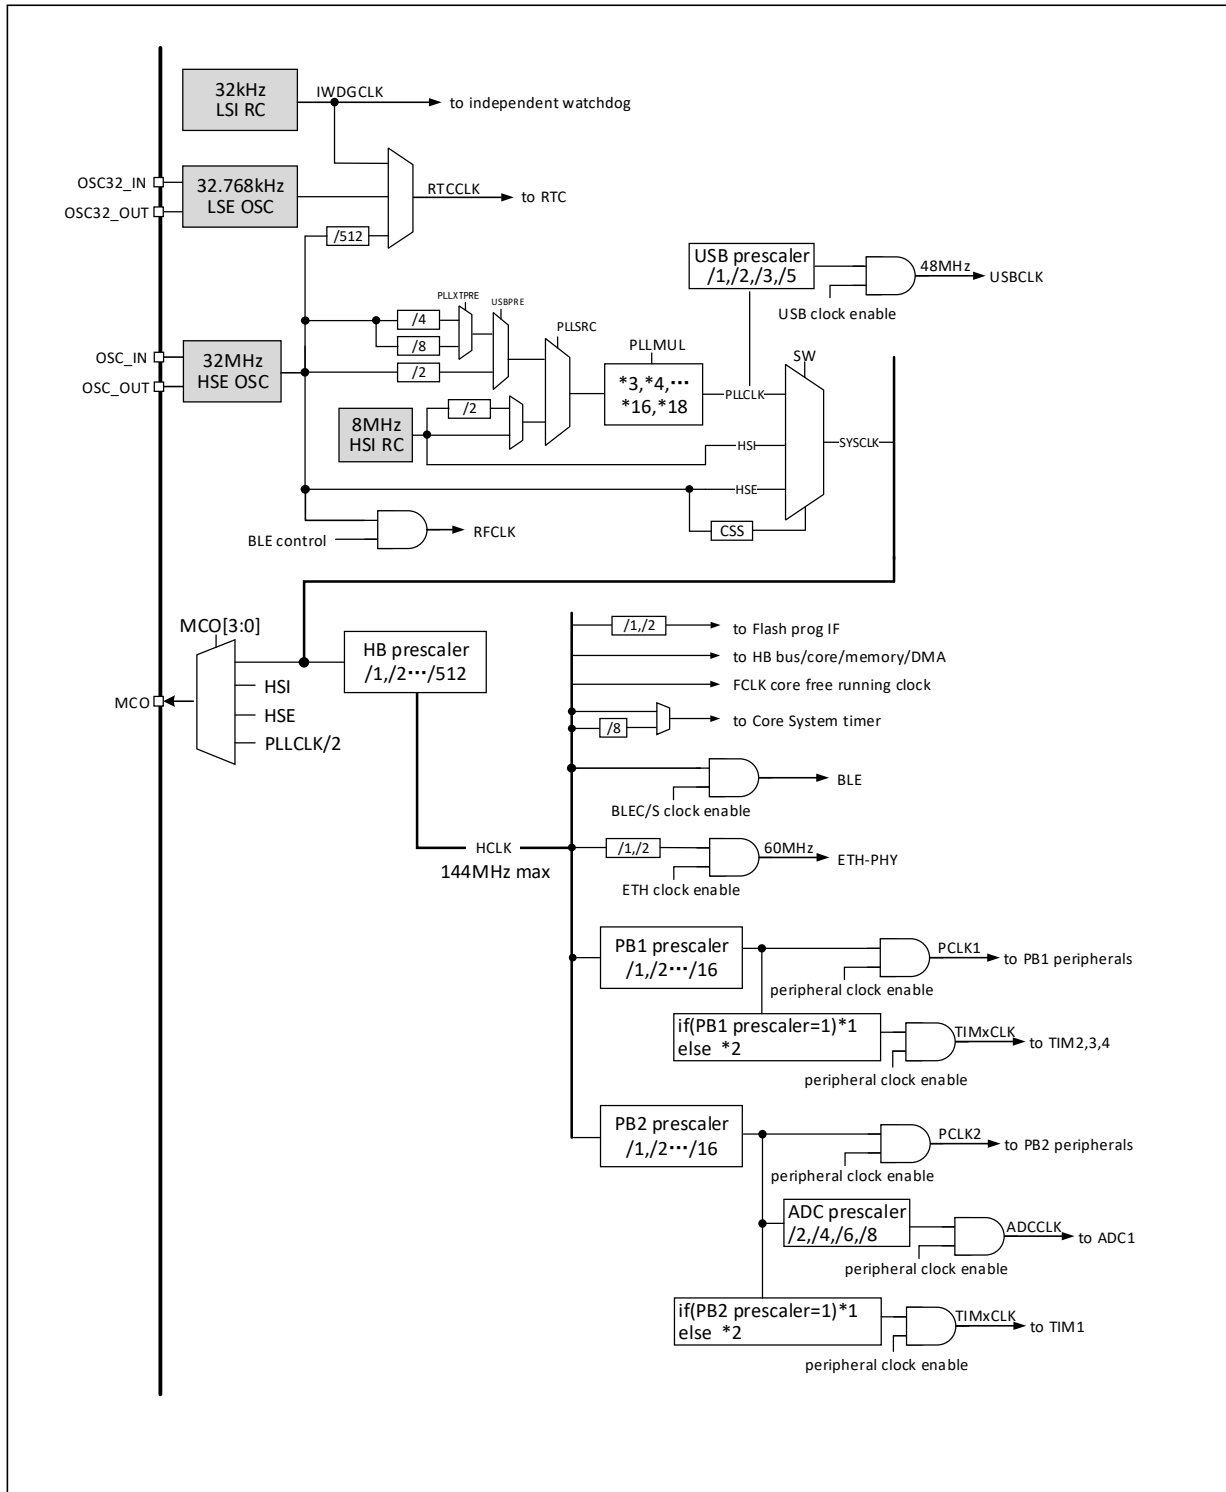 32kHz
LSI RC
IWDGCLK
to independent watchdog
OSC32_IN
OSC32_OUT
32.768kHz
LSE OSC
RTCCLK
to RTC
/512
USB prescaler
/1,/2,/3,/5
48MHz
USBCLK
USB clock enable
PLLXTPRE
USBPRE
/4
/8
/2
PLLSRC
PLLMUL
*3,*4,···
*16,*18
PLLCLK
SW
OSC_IN
OSC_OUT
32MHz
HSE OSC
8MHz
HSI RC
/2
HSI
SYSCLK
HSE
CSS
BLE control
RFCLK
MCO[3:0]
MCO
HSI
HSE
PLLCLK/2
HB prescaler
/1,/2···/512
/1,/2
to Flash prog IF
to HB bus/core/memory/DMA
FCLK core free running clock
/8
to Core System timer
BLE
BLEC/S clock enable
HCLK
144MHz max
/1,/2
60MHz
ETH-PHY
ETH clock enable
PB1 prescaler
/1,/2···/16
PCLK1
to PB1 peripherals
peripheral clock enable
if(PB1 prescaler=1)*1
else *2
TIMxCLK
to TIM2,3,4
peripheral clock enable
PB2 prescaler
/1,/2···/16
PCLK2
to PB2 peripherals
peripheral clock enable
ADC prescaler
/2,/4,/6,/8
ADCCLK
to ADC1
peripheral clock enable
if(PB2 prescaler=1)*1
else *2
TIMxCLK
to TIM1
peripheral clock enable